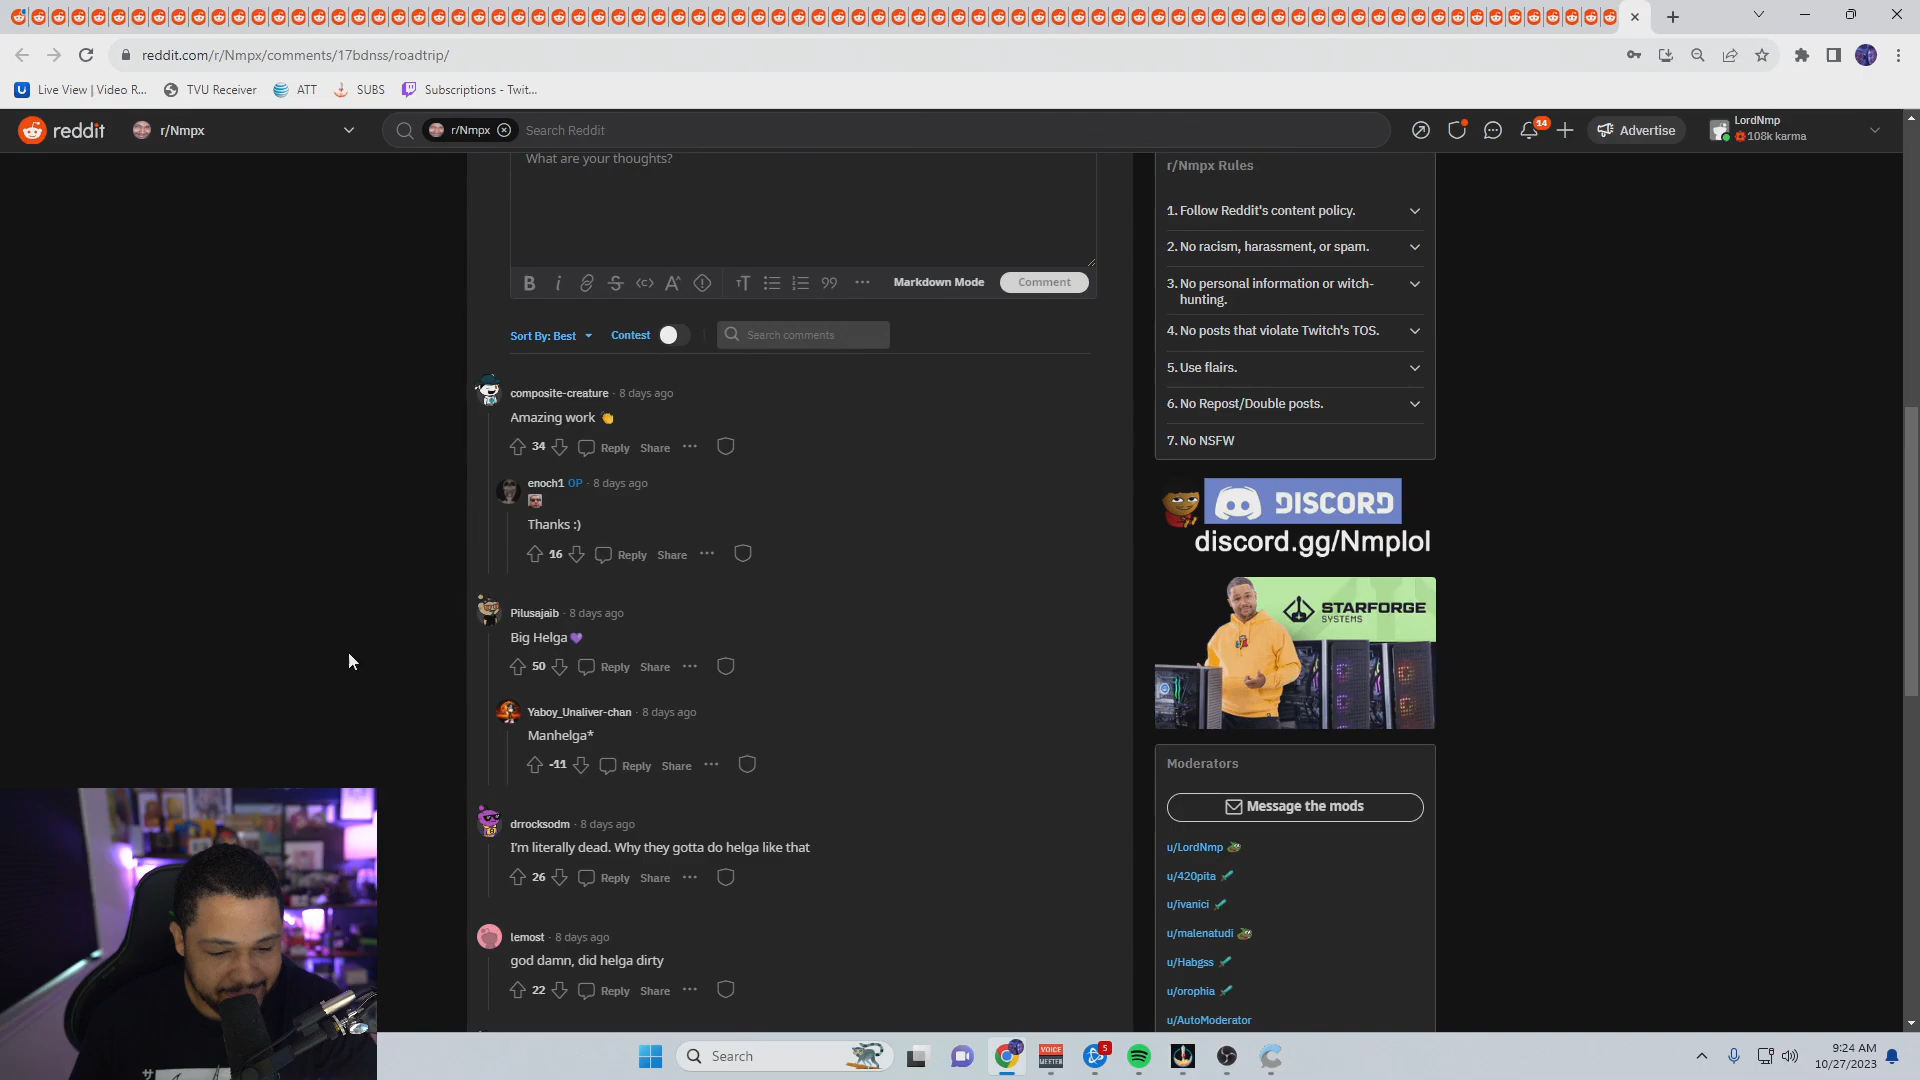 reddit.com/r/Nmpx/comments/17bdnss/roadtrip/
Live View | Video R...
TVU Receiver
ATT
SUBS
Subscriptions - Twit...
reddit
r/Nmpx
r/Nmpx
Search Reddit
14
Advertise
LordNmp
108k karma
What are your thoughts?
Markdown Mode
Comment
Sort By: Best
Contest
Search comments
composite-creature · 8 days ago
Amazing work 👏
34 Reply Share
enoch1 OP · 8 days ago
Thanks :)
16 Reply Share
Pilusajaib · 8 days ago
Big Helga💜
50 Reply Share
Yaboy_Unaliver-chan · 8 days ago
Manhelga*
-11 Reply Share
drrocksodm · 8 days ago
I'm literally dead. Why they gotta do helga like that
26 Reply Share
lemost · 8 days ago
god damn, did helga dirty
22 Reply Share
r/Nmpx Rules
1. Follow Reddit's content policy.
2. No racism, harassment, or spam.
3. No personal information or witch-
hunting.
4. No posts that violate Twitch's TOS.
5. Use flairs.
6. No Repost/Double posts.
7. No NSFW
DISCORD
discord.gg/Nmplol
STARFORGE
SYSTEMS
Moderators
Message the mods
u/LordNmp
u/420pita
u/ivanici
u/malenatudi
u/Habgss
u/orophia
u/AutoModerator
Search
VOICE
MEETER
5
9:24 AM
10/27/2023